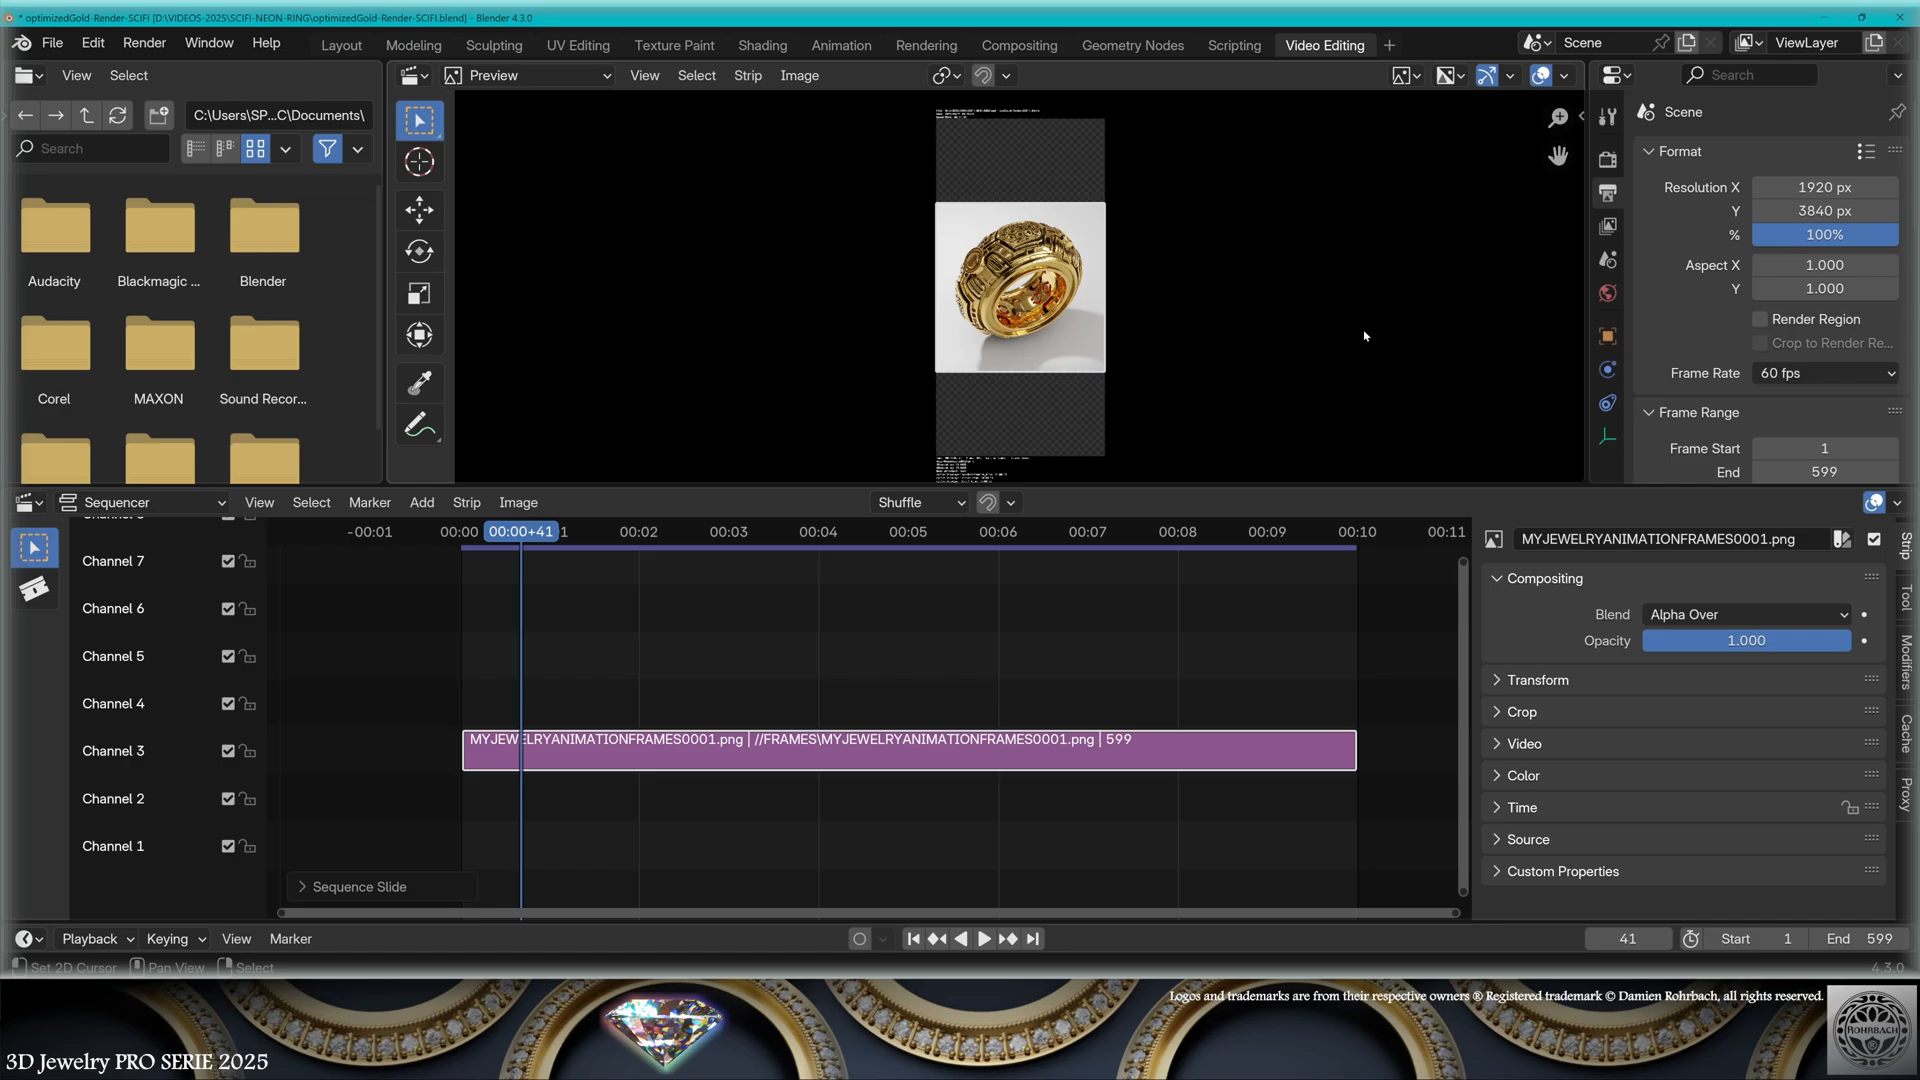 * optimizedGold-Render-SCIFI [D:\VIDEOS-2025\SCIFI-NEON-RING\optimizedGold-Render-SCIFI.blend] - Blender 4.3.0
File Edit Render Window Help
Layout Modeling Sculpting UV Editing Texture Paint Shading Animation Rendering Compositing Geometry Nodes Scripting Video Editing +
Scene
ViewLayer
View Select
Preview
View Select Strip Image
Search
C:\Users\SP...C\Documents\
Search
Audacity
Blackmagic ...
Blender
Corel
MAXON
Sound Recor...
Scene
Format
Resolution X 1920 px
Y 3840 px
% 100%
Aspect X 1.000
Y 1.000
Render Region
Crop to Render Re...
Frame Rate 60 fps
Frame Range
Frame Start 1
End 599
Sequencer
View Select Marker Add Strip Image
Shuffle
-00:01 00:00 00:00+41 1 00:02 00:03 00:04 00:05 00:06 00:07 00:08 00:09 00:10 00:11
Channel 7
Channel 6
Channel 5
Channel 4
Channel 3
Channel 2
Channel 1
MYJEWELRYANIMATIONFRAMES0001.png | //FRAMES\MYJEWELRYANIMATIONFRAMES0001.png | 599
Sequence Slide
MYJEWELRYANIMATIONFRAMES0001.png
Compositing
Blend Alpha Over
Opacity 1.000
Transform
Crop
Video
Color
Time
Source
Custom Properties
Strip
Tool
Modifiers
Cache
Proxy
Playback Keying View Marker
41
Start 1
End 599
Set 2D Cursor Pan View Select
4.3.0
Logos and trademarks are from their respective owners ® Registered trademark © Damien Rohrbach, all rights reserved.
ROHRBACH
3D Jewelry PRO SERIE 2025